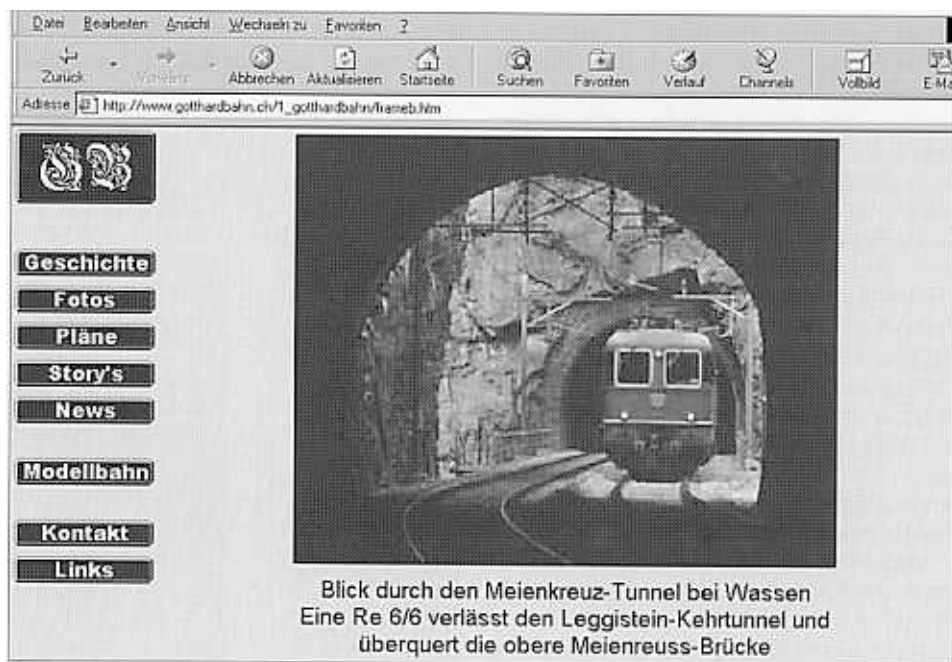 Datei Bearbeiten Ansicht Wechseln zu Favoriten ?
Zurück Vorwärts Abbrechen Aktualisieren Startseite Suchen Favoriten Verlauf Channels Vollbild E-Ma
Adresse http://www.gotthardbahn.ch/1_gotthardbahn/frameb.htm
GB
Geschichte
Fotos
Pläne
Story's
News
Modellbahn
Kontakt
Links
Blick durch den Meienkreuz-Tunnel bei Wassen
Eine Re 6/6 verlässt den Leggistein-Kehrtunnel und
überquert die obere Meienreuss-Brücke